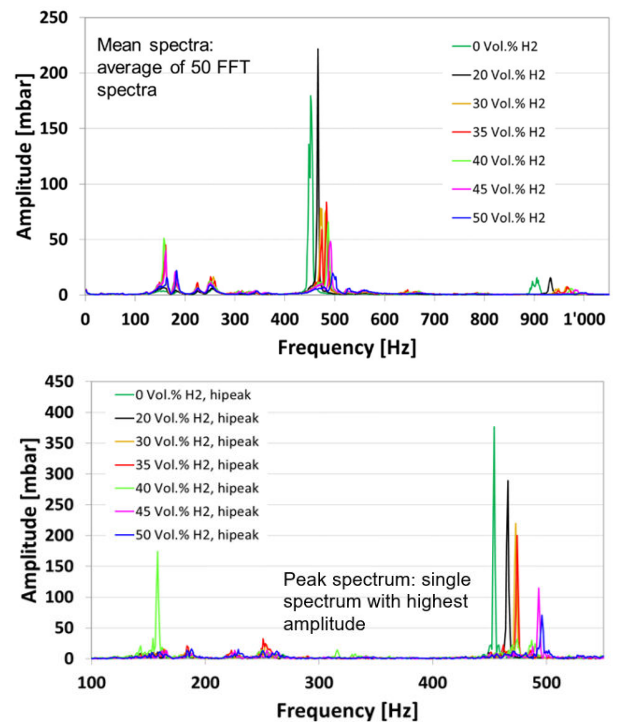 Mean spectra:
average of 50 FFT
spectra
250
200
150
100
50
0
Amplitude [mbar]
0 Vol.% H2
20 Vol.% H2
30 Vol.% H2
35 Vol.% H2
40 Vol.% H2
45 Vol.% H2
50 Vol.% H2
0 100 200 300 400 500 600 700 800 900 1'000
Frequency [Hz]
450
400
350
300
250
200
150
100
50
0
Amplitude [mbar]
0 Vol.% H2, hipeak
20 Vol.% H2, hipeak
30 Vol.% H2, hipeak
35 Vol.% H2, hipeak
40 Vol.% H2, hipeak
45 Vol.% H2, hipeak
50 Vol.% H2, hipeak
Peak spectrum: single
spectrum with highest
amplitude
100 200 300 400 500
Frequency [Hz]